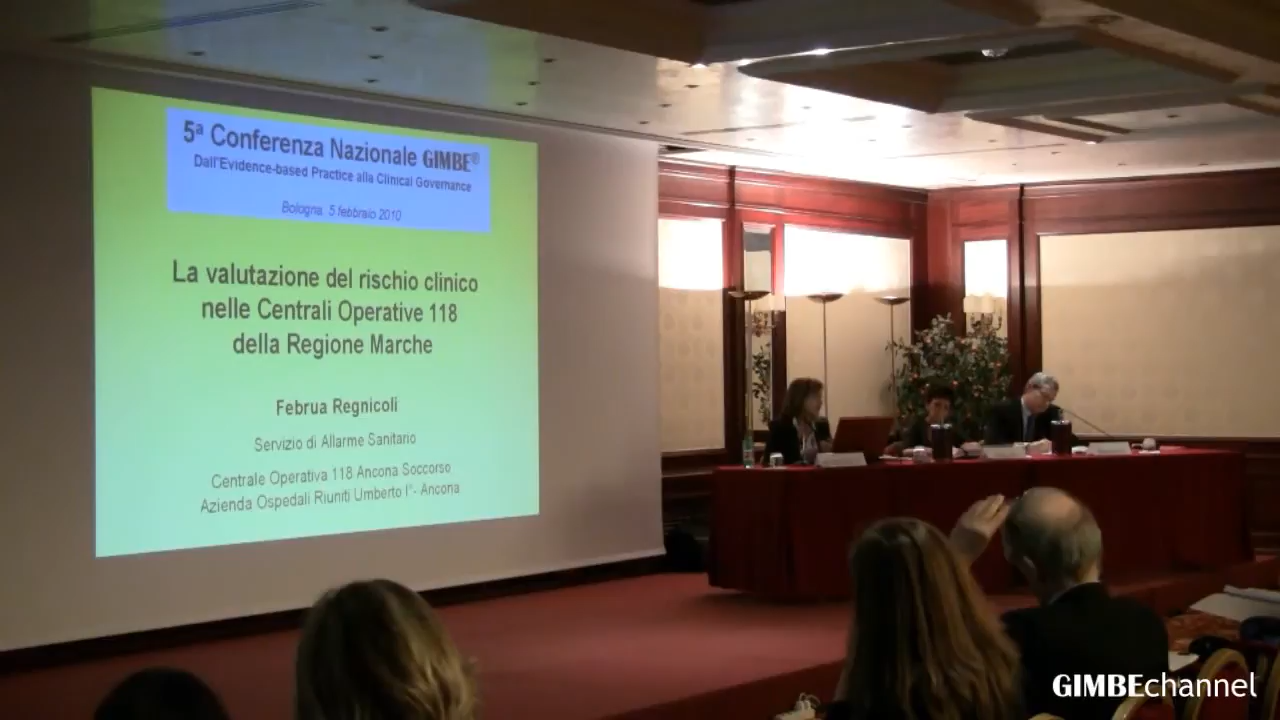 5ª Conferenza Nazionale GIMBE®
Dall'Evidence-based Practice alla Clinical Governance
Bologna, 5 febbraio 2010
La valutazione del rischio clinico
nelle Centrali Operative 118
della Regione Marche
Februa Regnicoli
Servizio di Allarme Sanitario
Centrale Operativa 118 Ancona Soccorso
Azienda Ospedali Riuniti Umberto I°- Ancona
GIMBEchannel